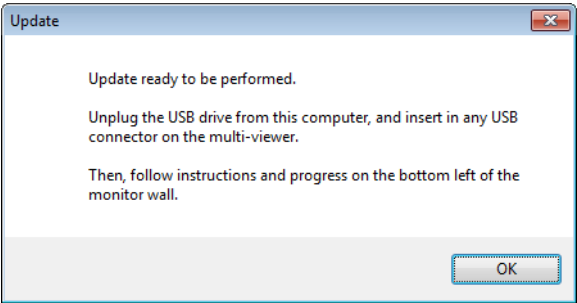 Update
Update ready to be performed.
Unplug the USB drive from this computer, and insert in any USB
connector on the multi-viewer.
Then, follow instructions and progress on the bottom left of the
monitor wall.
OK